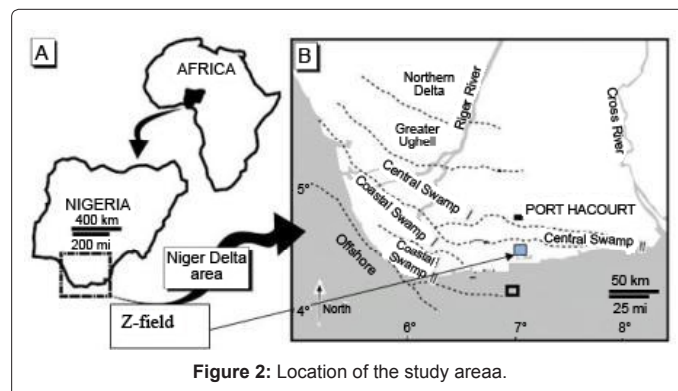 A
AFRICA
NIGERIA
400 km
200 mi
Niger Delta
area
Z-field
B
Northern
Delta
Riger River
Cross River
Greater
Ughell
Central Swamp I
Coastal Swamp I
PORT HACOURT
Central Swamp II
Coastal
Swamp II
Offshore
5°
4°
North
50 km
25 mi
6°
7°
8°
Figure 2: Location of the study areaa.